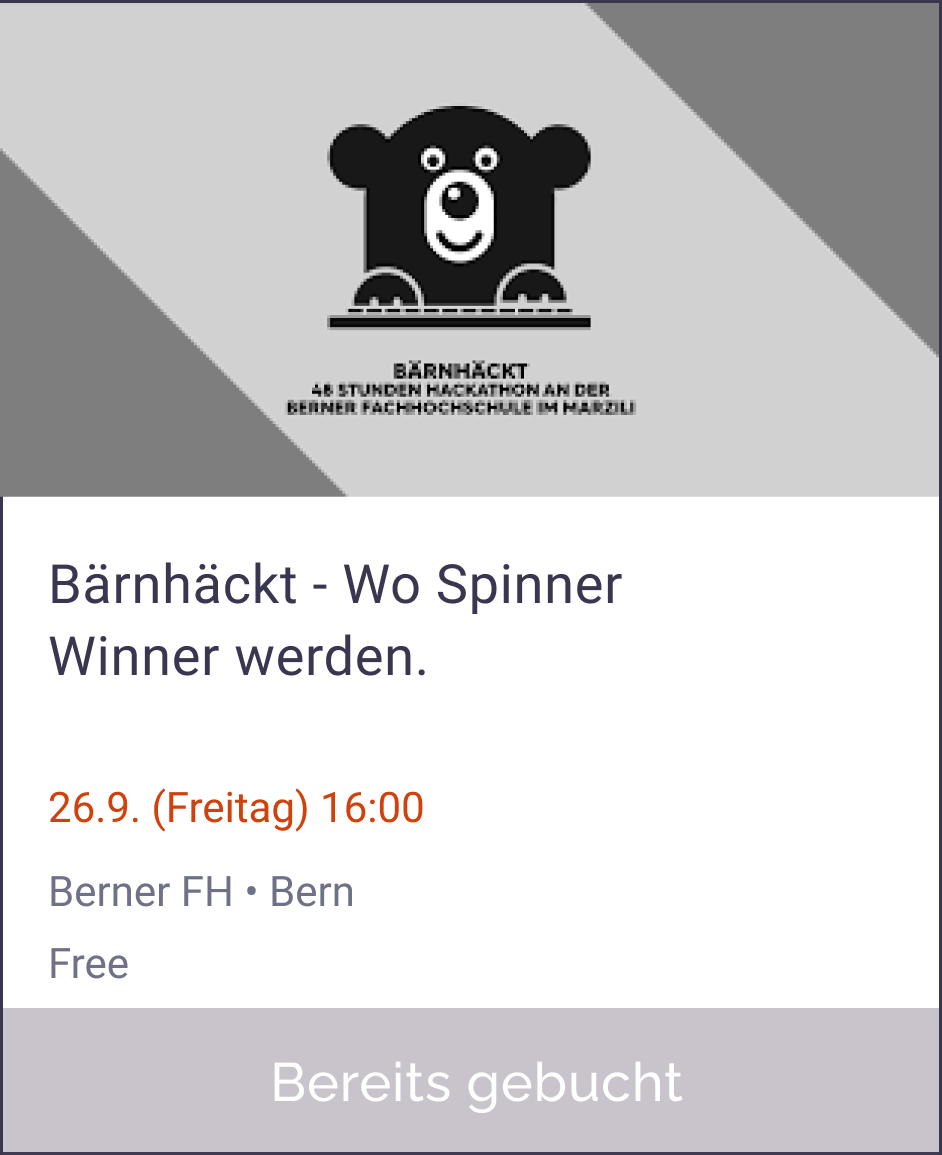 BÄRNHÄCKT
48 STUNDEN HACKATHON AN DER
BERNER FACHHOCHSCHULE IM MARZILI
Bärnhäckt - Wo Spinner
Winner werden.
26.9. (Freitag) 16:00
Berner FH • Bern
Free
Bereits gebucht